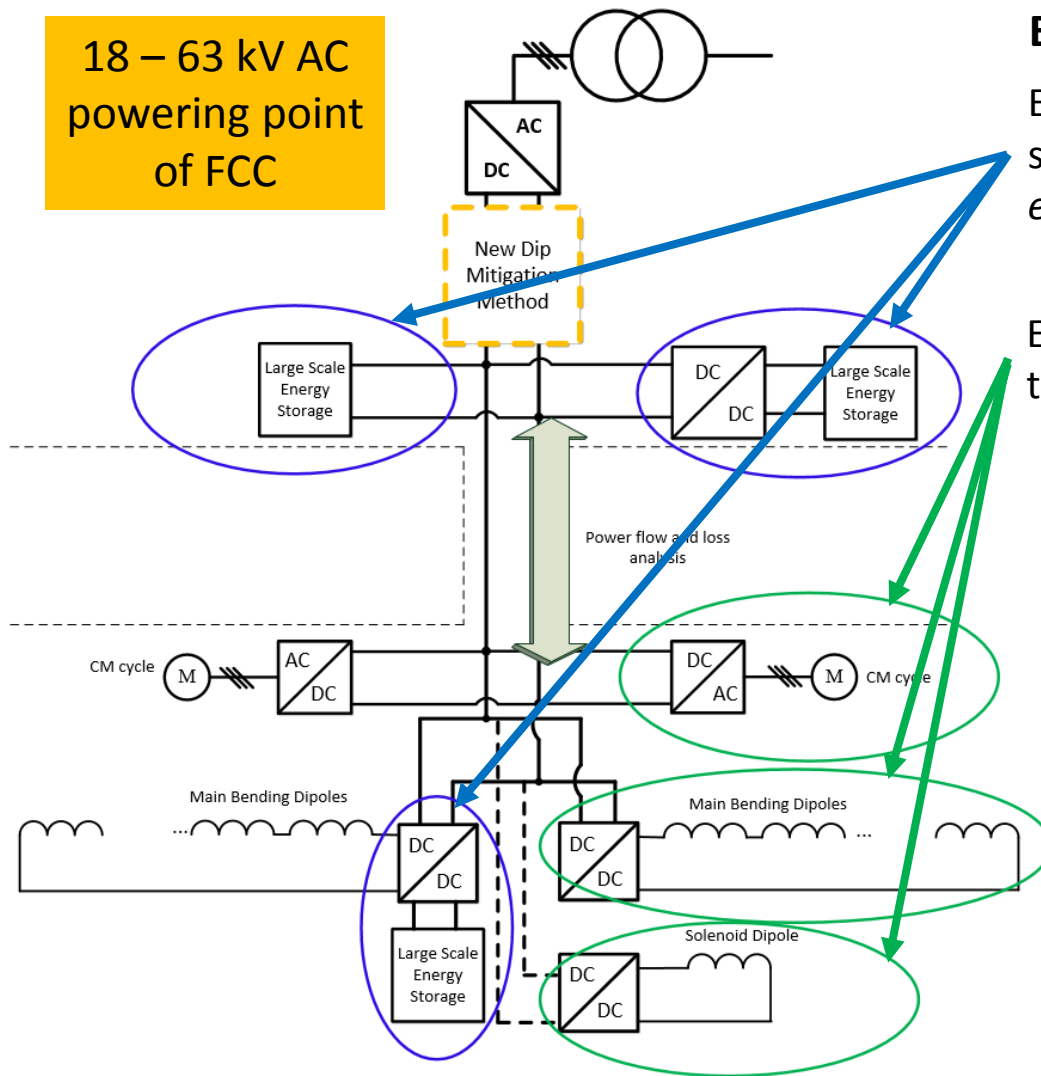 18 – 63 kV AC
powering point
of FCC
AC
DC
New Dip
Mitigation
Method
Large Scale
Energy
Storage
DC
DC
Large Scale
Energy
Storage
Power flow and loss
analysis
CM cycle
M
AC
DC
DC
AC
M
CM cycle
Main Bending Dipoles
...
DC
DC
Large Scale
Energy
Storage
Main Bending Dipoles
...
DC
DC
Solenoid Dipole
DC
DC